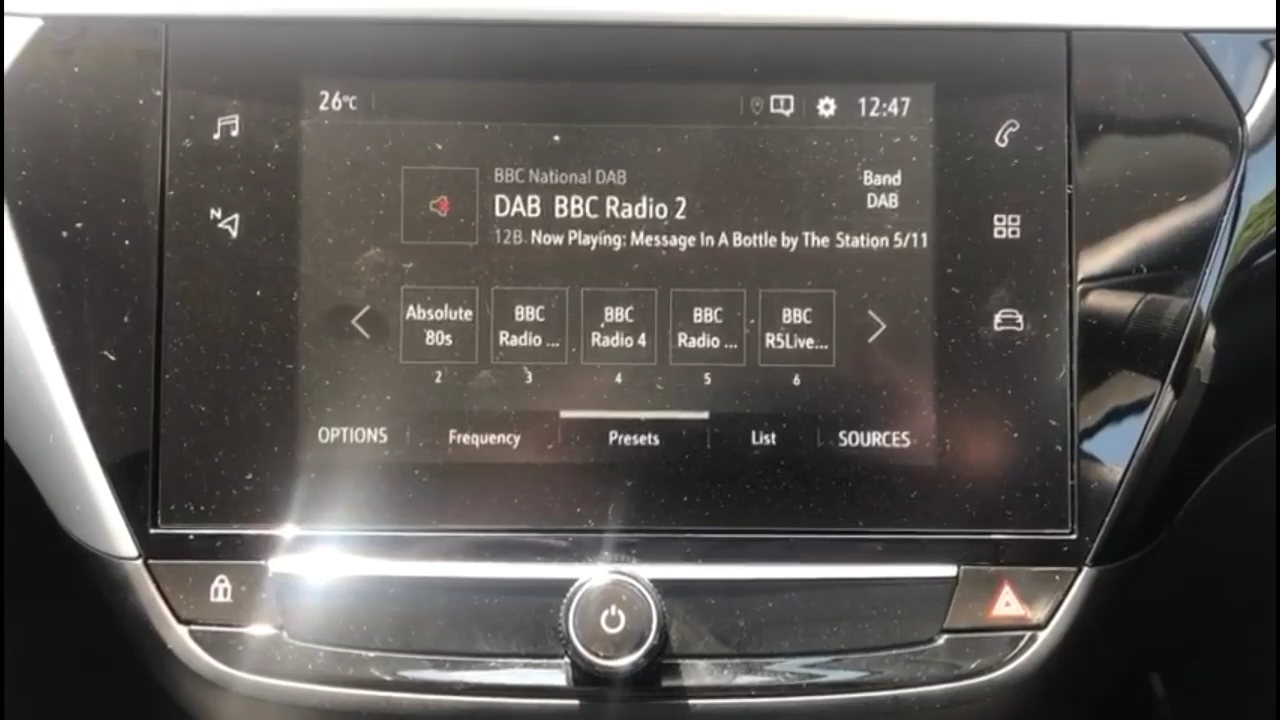 26°C
12:47
BBC National DAB
Band
DAB BBC Radio 2
DAB
12B Now Playing: Message In A Bottle by The Station 5/11
Absolute
80s
BBC
Radio ...
BBC
Radio 4
BBC
Radio ...
BBC
R5Live...
2 3 4 5 6
OPTIONS Frequency Presets List SOURCES
N